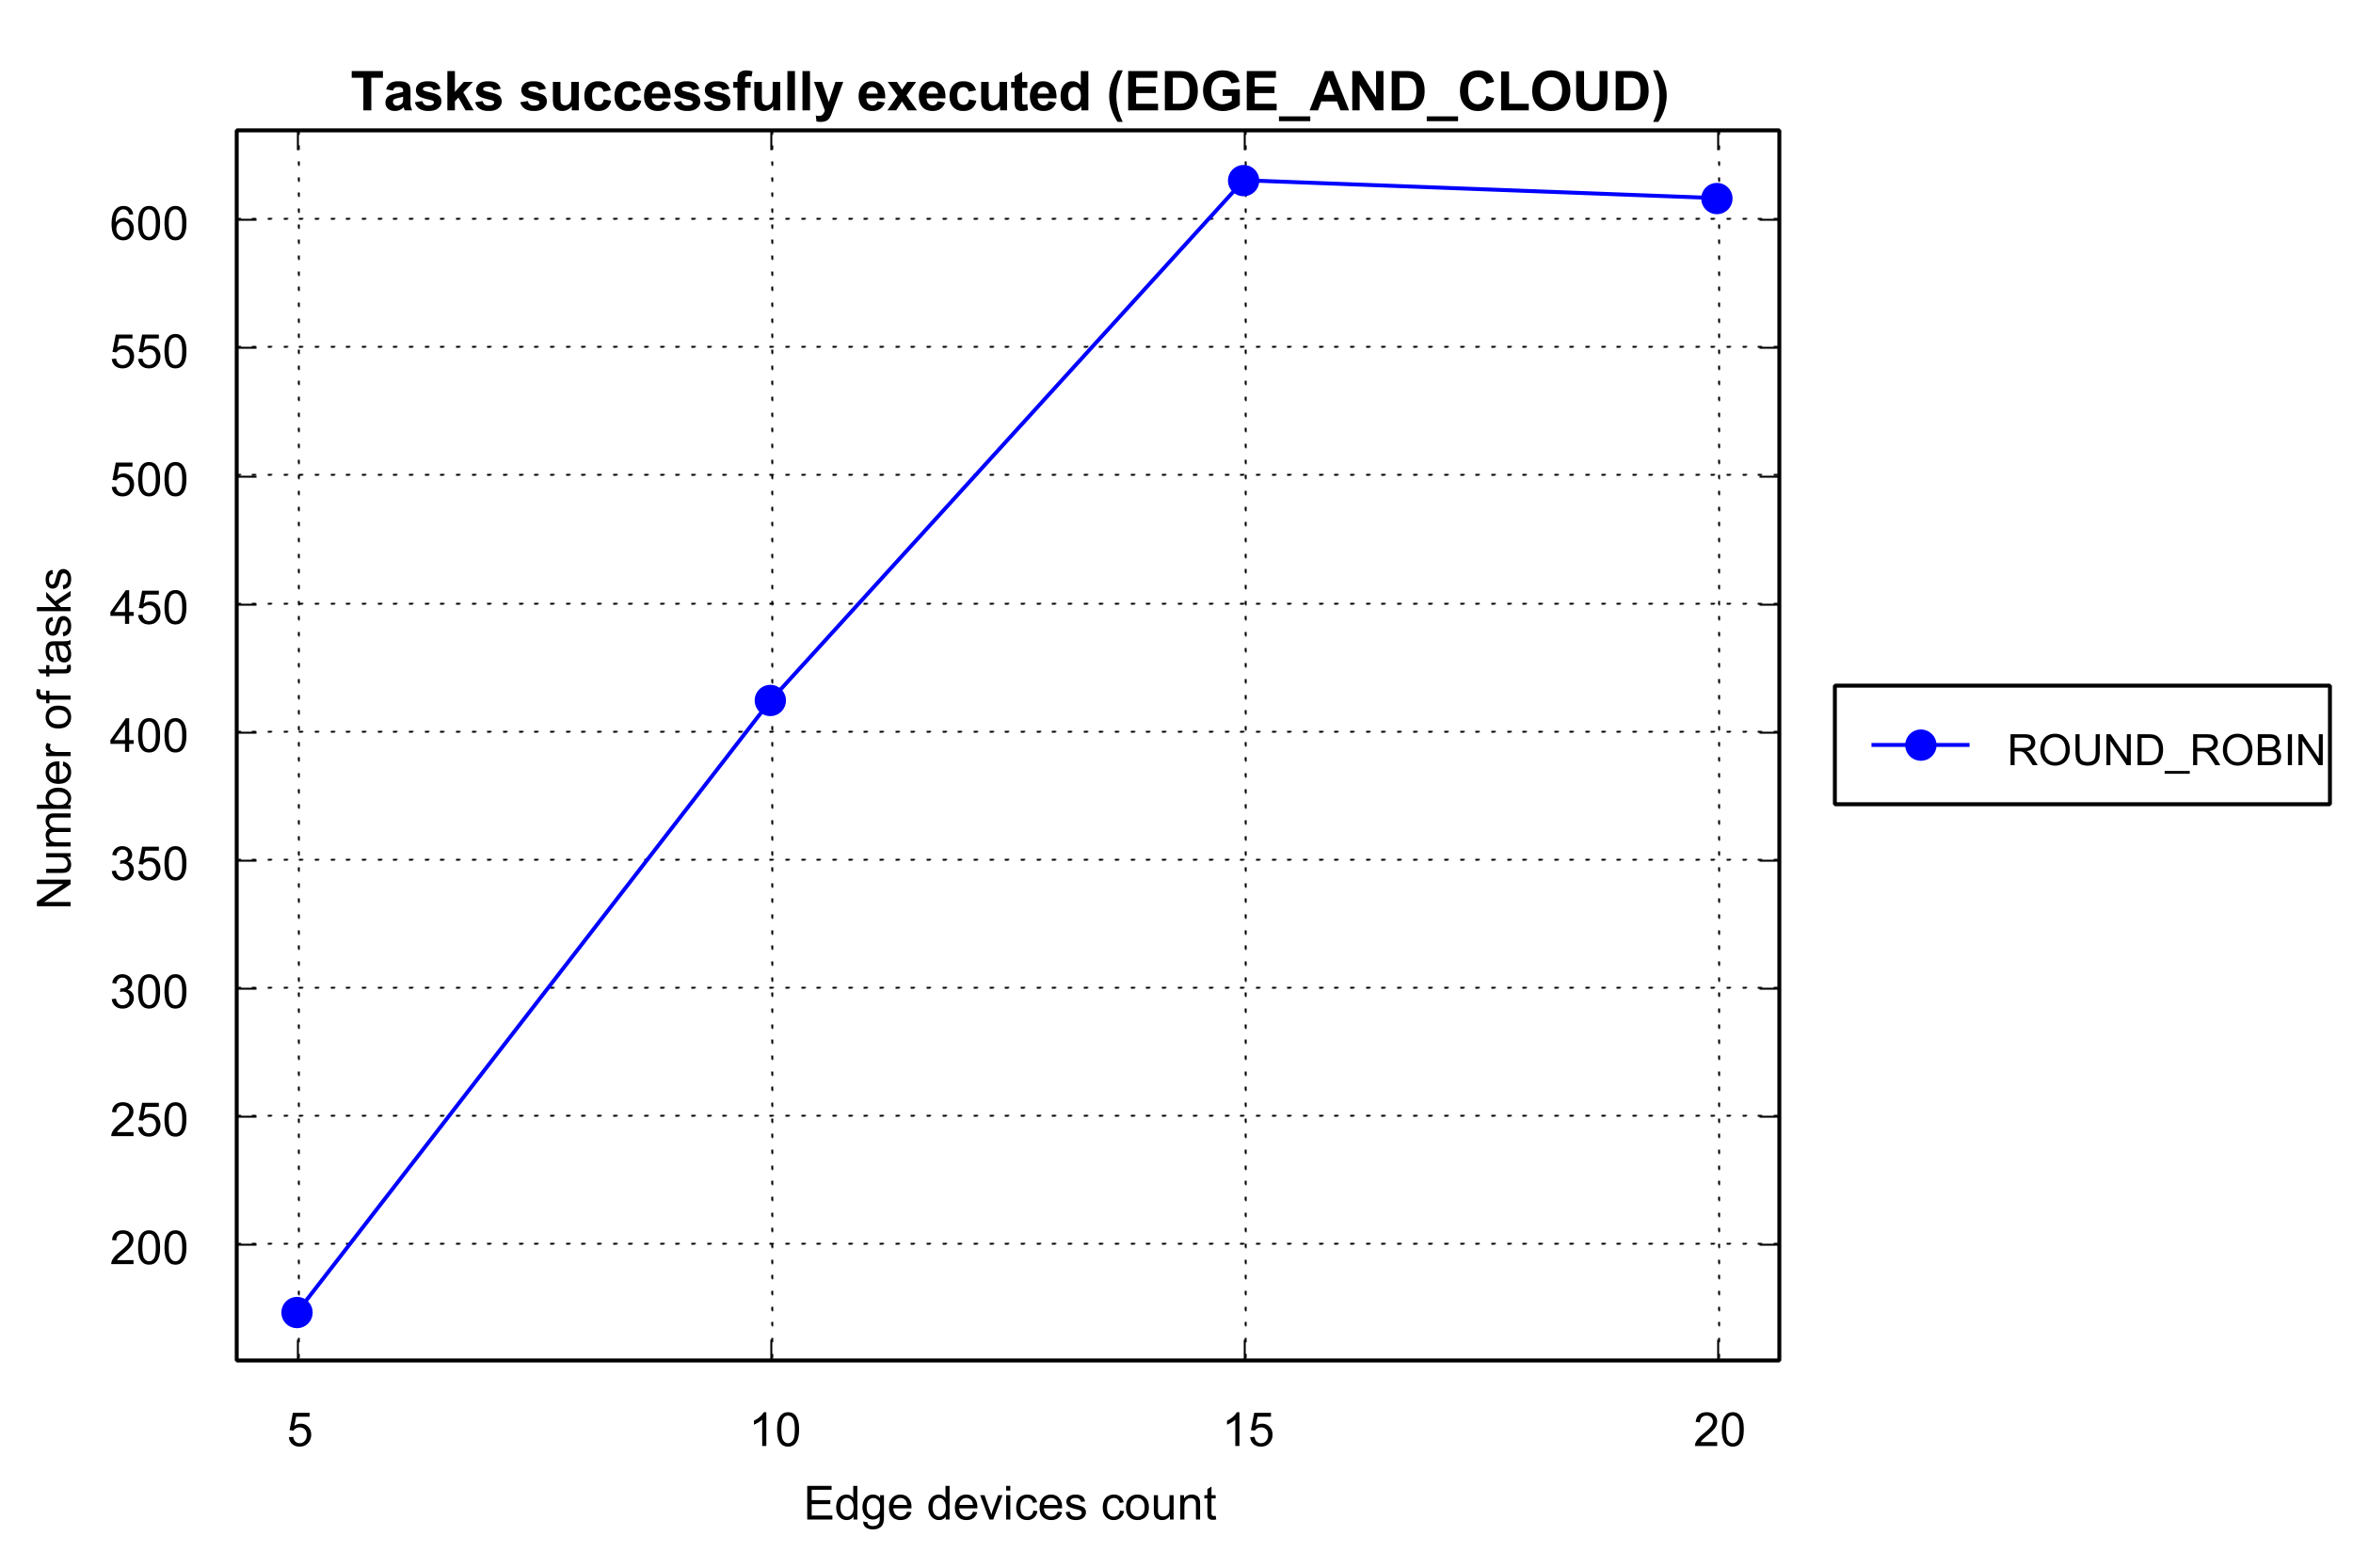 Tasks successfully executed (EDGE_AND_CLOUD)
600
550
500
450
400
350
300
250
200
Number of tasks
5 10 15 20
Edge devices count
ROUND_ROBIN